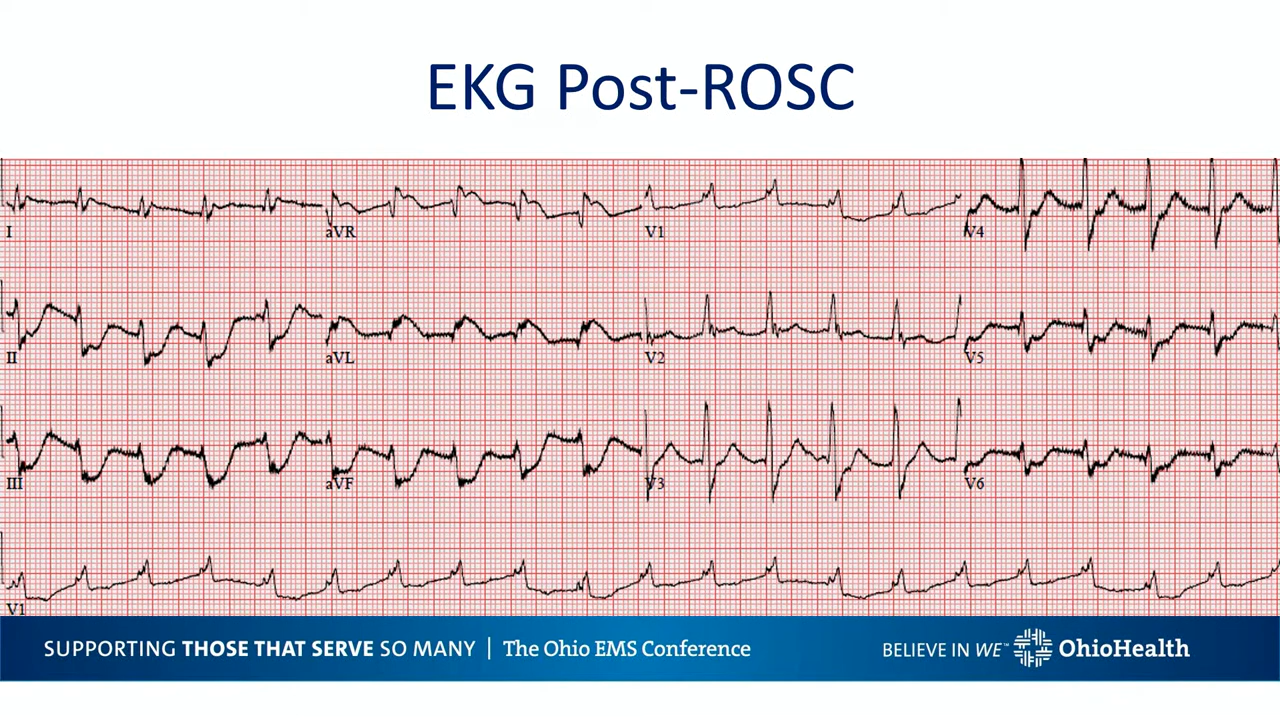 EKG Post-ROSC
I
aVR
V1
V4
II
aVL
V2
V5
III
aVF
V3
V6
V1
SUPPORTING THOSE THAT SERVE SO MANY | The Ohio EMS Conference
BELIEVE IN WE™ OhioHealth